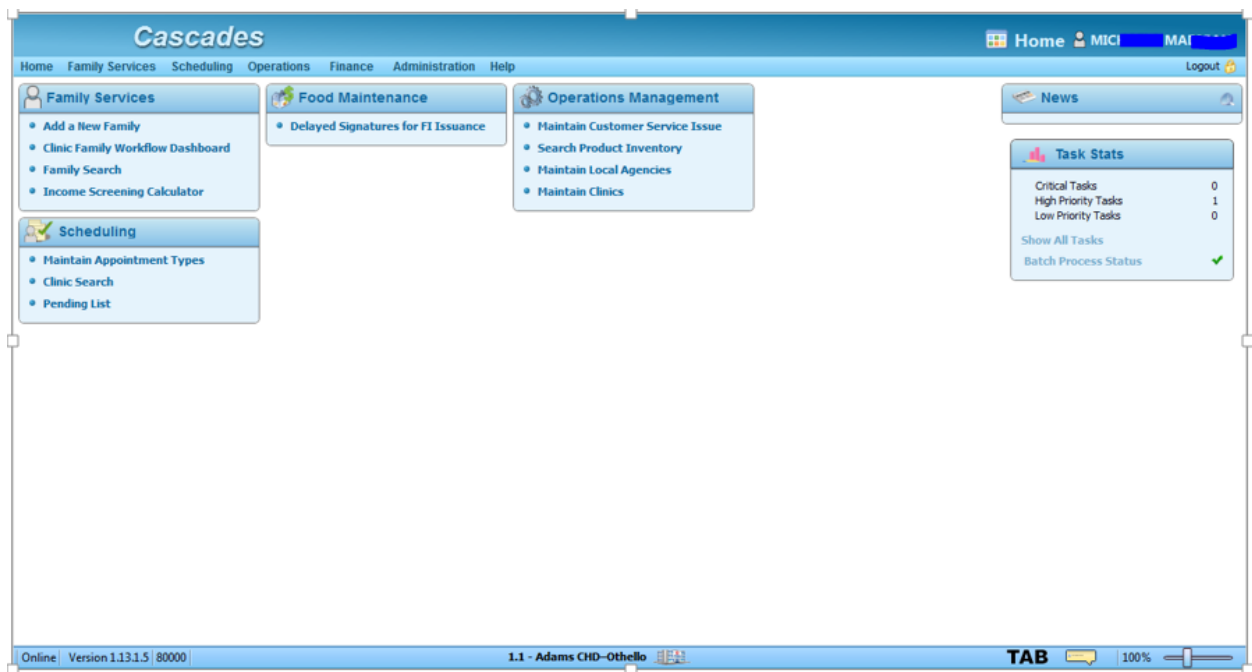 Cascades
Home MICI MAI
Home Family Services Scheduling Operations Finance Administration Help Logout
Family Services
Add a New Family
Clinic Family Workflow Dashboard
Family Search
Income Screening Calculator
Scheduling
Maintain Appointment Types
Clinic Search
Pending List
Food Maintenance
Delayed Signatures for FI Issuance
Operations Management
Maintain Customer Service Issue
Search Product Inventory
Maintain Local Agencies
Maintain Clinics
News
Task Stats
Critical Tasks 0
High Priority Tasks 1
Low Priority Tasks 0
Show All Tasks
Batch Process Status
Online Version 1.13.1.5 80000 1.1 - Adams CHD--Othello TAB 100%